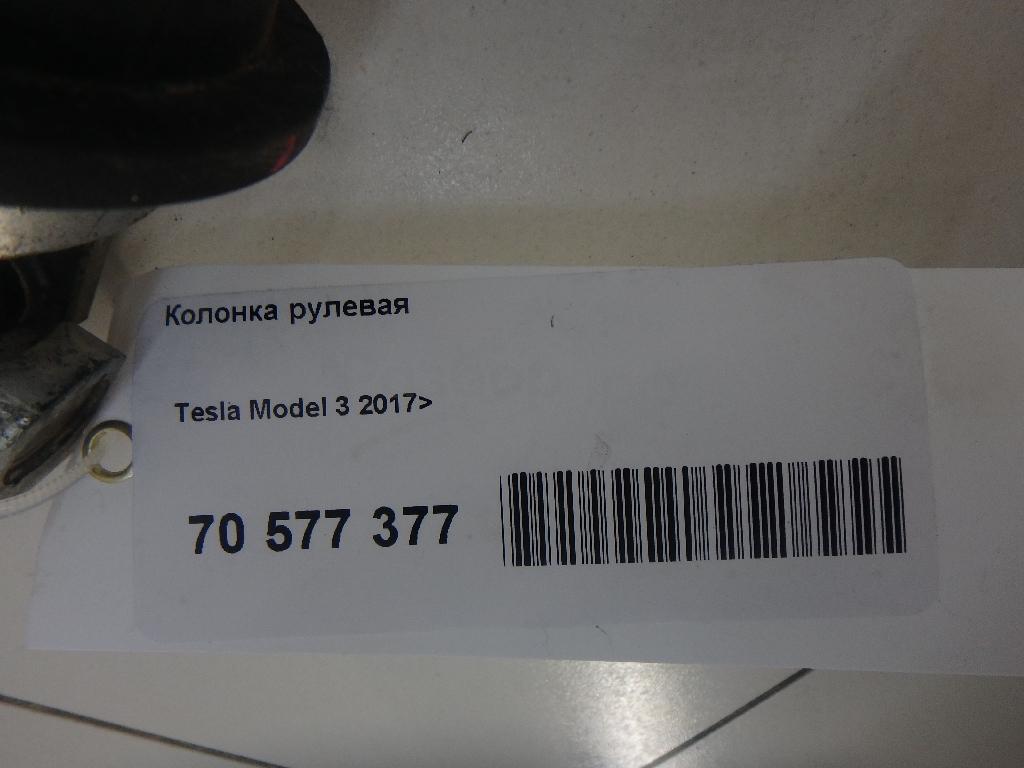 Колонка рулевая
Tesla Model 3 2017>
70 577 377